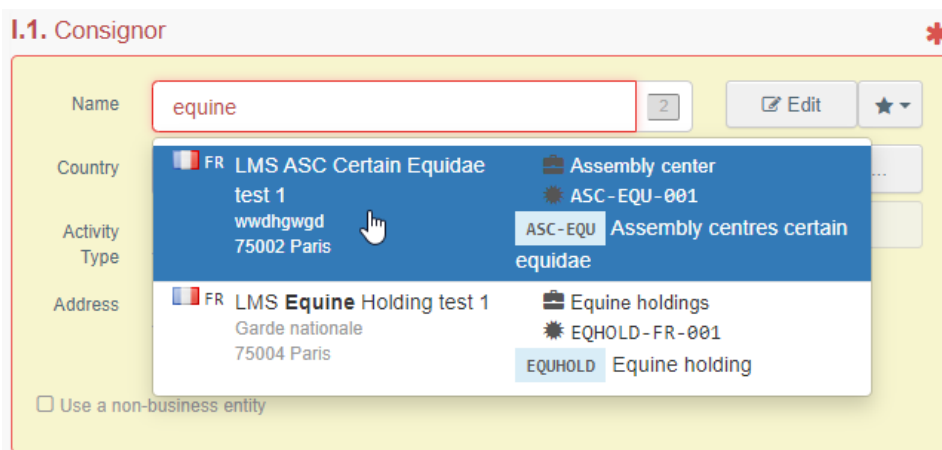 I.1. Consignor
Name
equine
2
Edit
Country
FR LMS ASC Certain Equidae
test 1
wwdhgwgd
75002 Paris
Assembly center
ASC-EQU-001
ASC-EQU Assembly centres certain
equidae
...
Activity
Type
Address
FR LMS Equine Holding test 1
Garde nationale
75004 Paris
Equine holdings
EQHOLD-FR-001
EQUHOLD Equine holding
Use a non-business entity